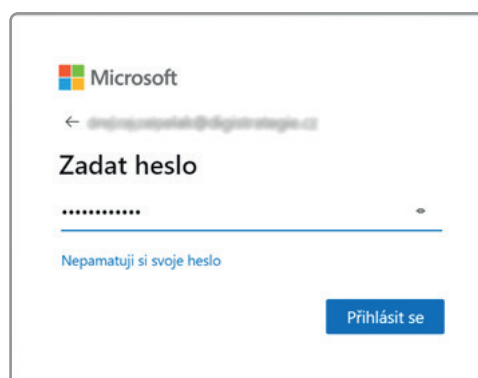 Microsoft
Zadat heslo
••••••••••••
Nepamatuji si svoje heslo
Přihlásit se